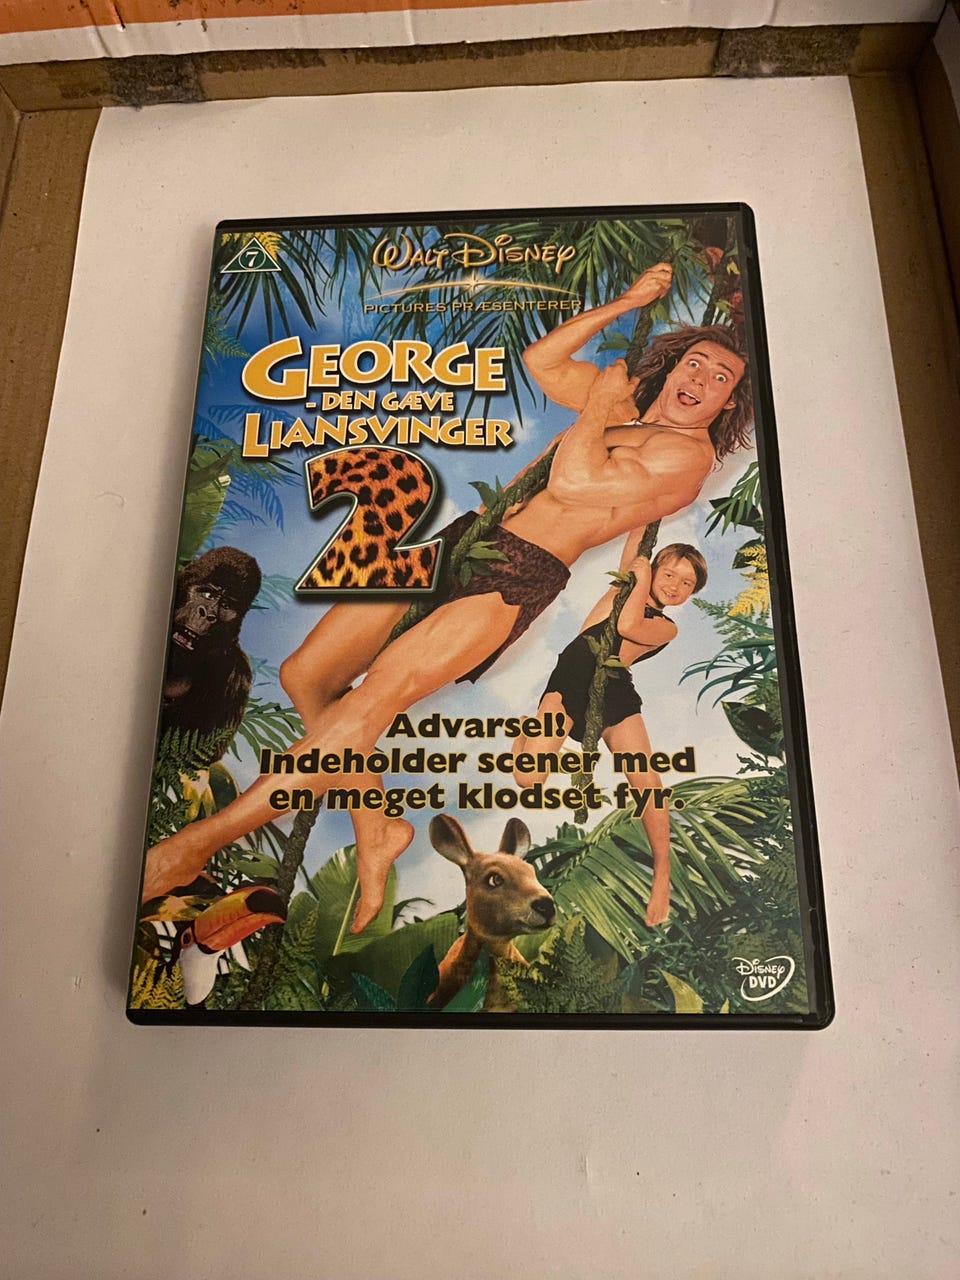 7
WALT DISNEY
PICTURES PRÆSENTERER
GEORGE
- DEN GÆVE
LIANSVINGER
2
Advarsel!
Indeholder scener med
en meget klodset fyr.
DISNEY
DVD